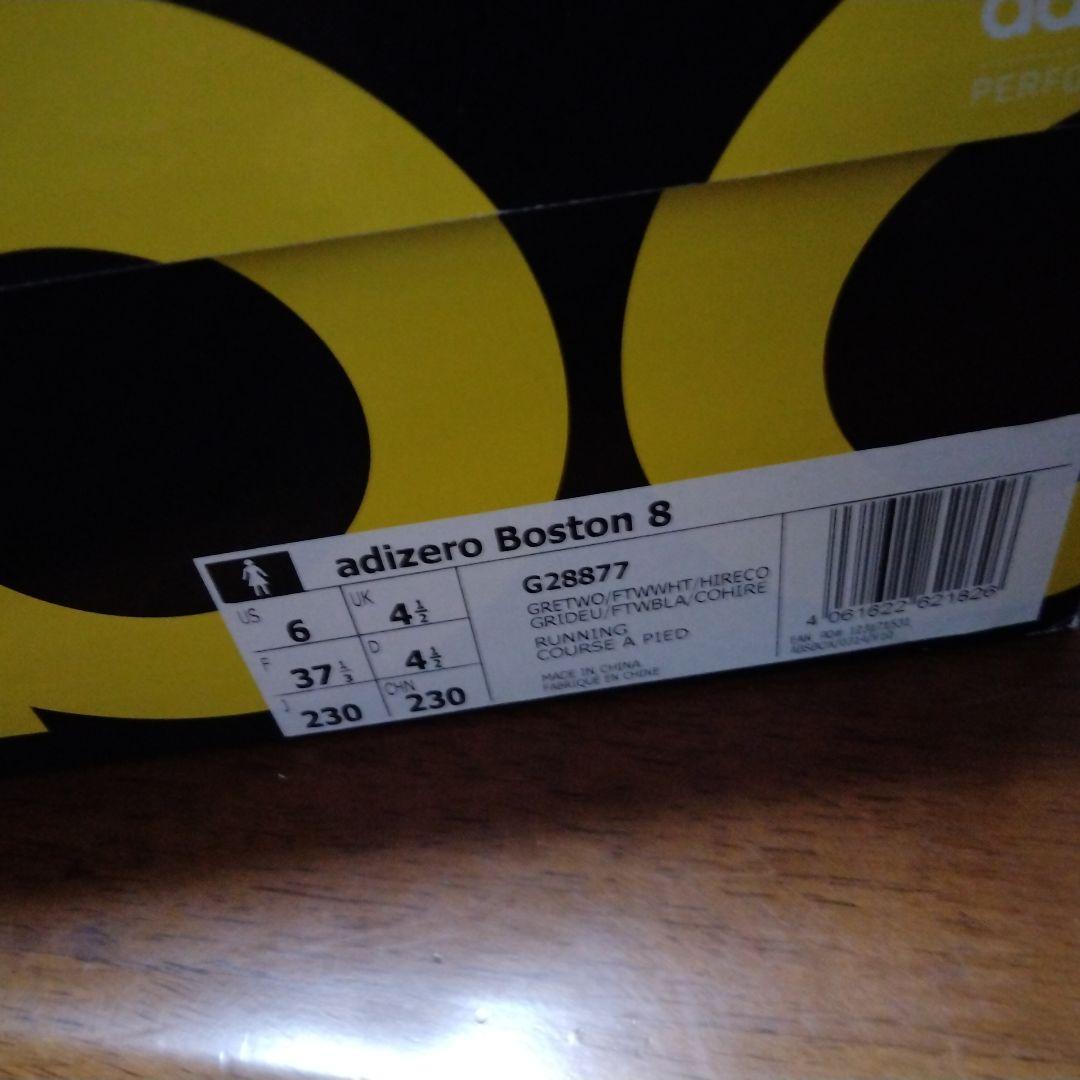 PERFO
adizero Boston 8
US 6 UK 4½
F 37⅓ D 4½
J 230 CHN 230
G28877
GRETWO/FTWWHT/HIRECO
GRIDEU/FTWBLA/COHIRE
RUNNING
COURSE A PIED
MADE IN CHINA
FABRIQUE EN CHINE
4 061622 621826